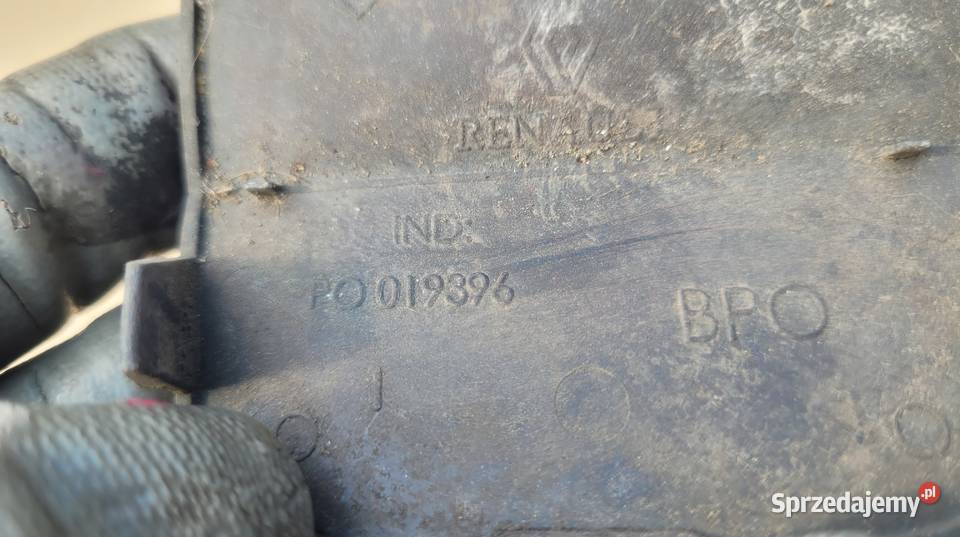 RENAULT
IND:
PO 019396
BPO
Sprzedajemy.pl